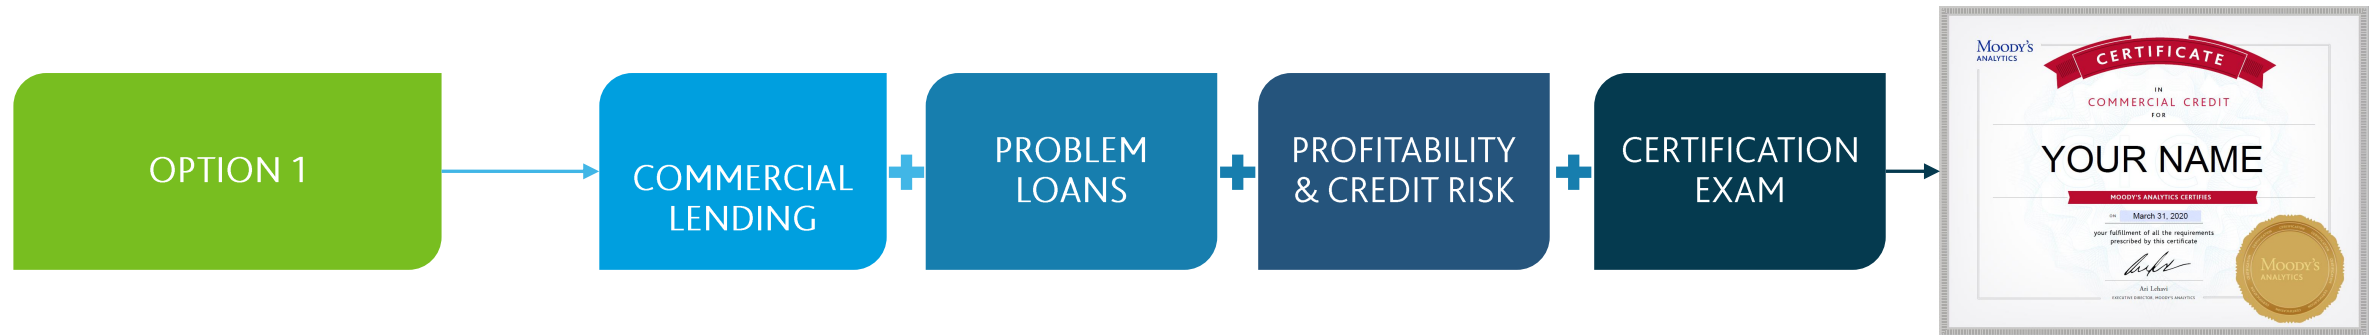 OPTION 1
COMMERCIAL
LENDING
PROBLEM
LOANS
PROFITABILITY
& CREDIT RISK
CERTIFICATION
EXAM
MOODY'S
ANALYTICS
CERTIFICATE
IN
COMMERCIAL CREDIT
FOR
YOUR NAME
MOODY'S ANALYTICS CERTIFIES
ON March 31, 2020
your fulfillment of all the requirements
prescribed by this certificate
Ari Lehavi
EXECUTIVE DIRECTOR, MOODY'S ANALYTICS
MOODY'S
ANALYTICS